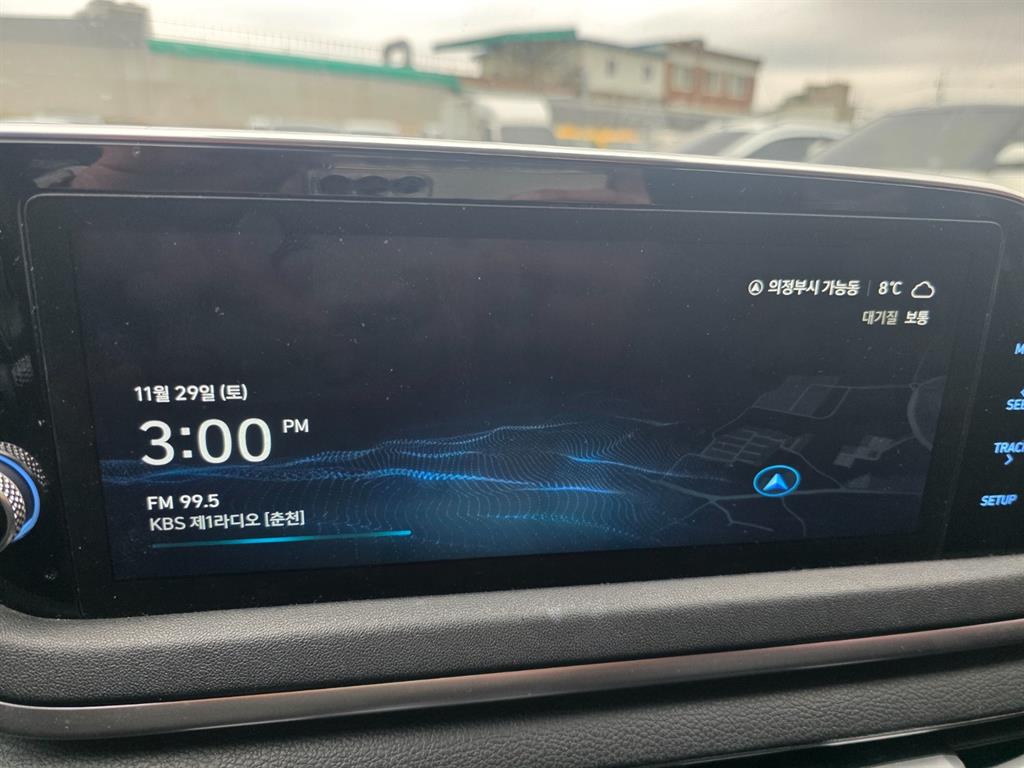 의정부시 가능동 8℃
대기질 보통
11월 29일 (토)
3:00 PM
FM 99.5
KBS 제1라디오 [춘천]
TRACK
SETUP